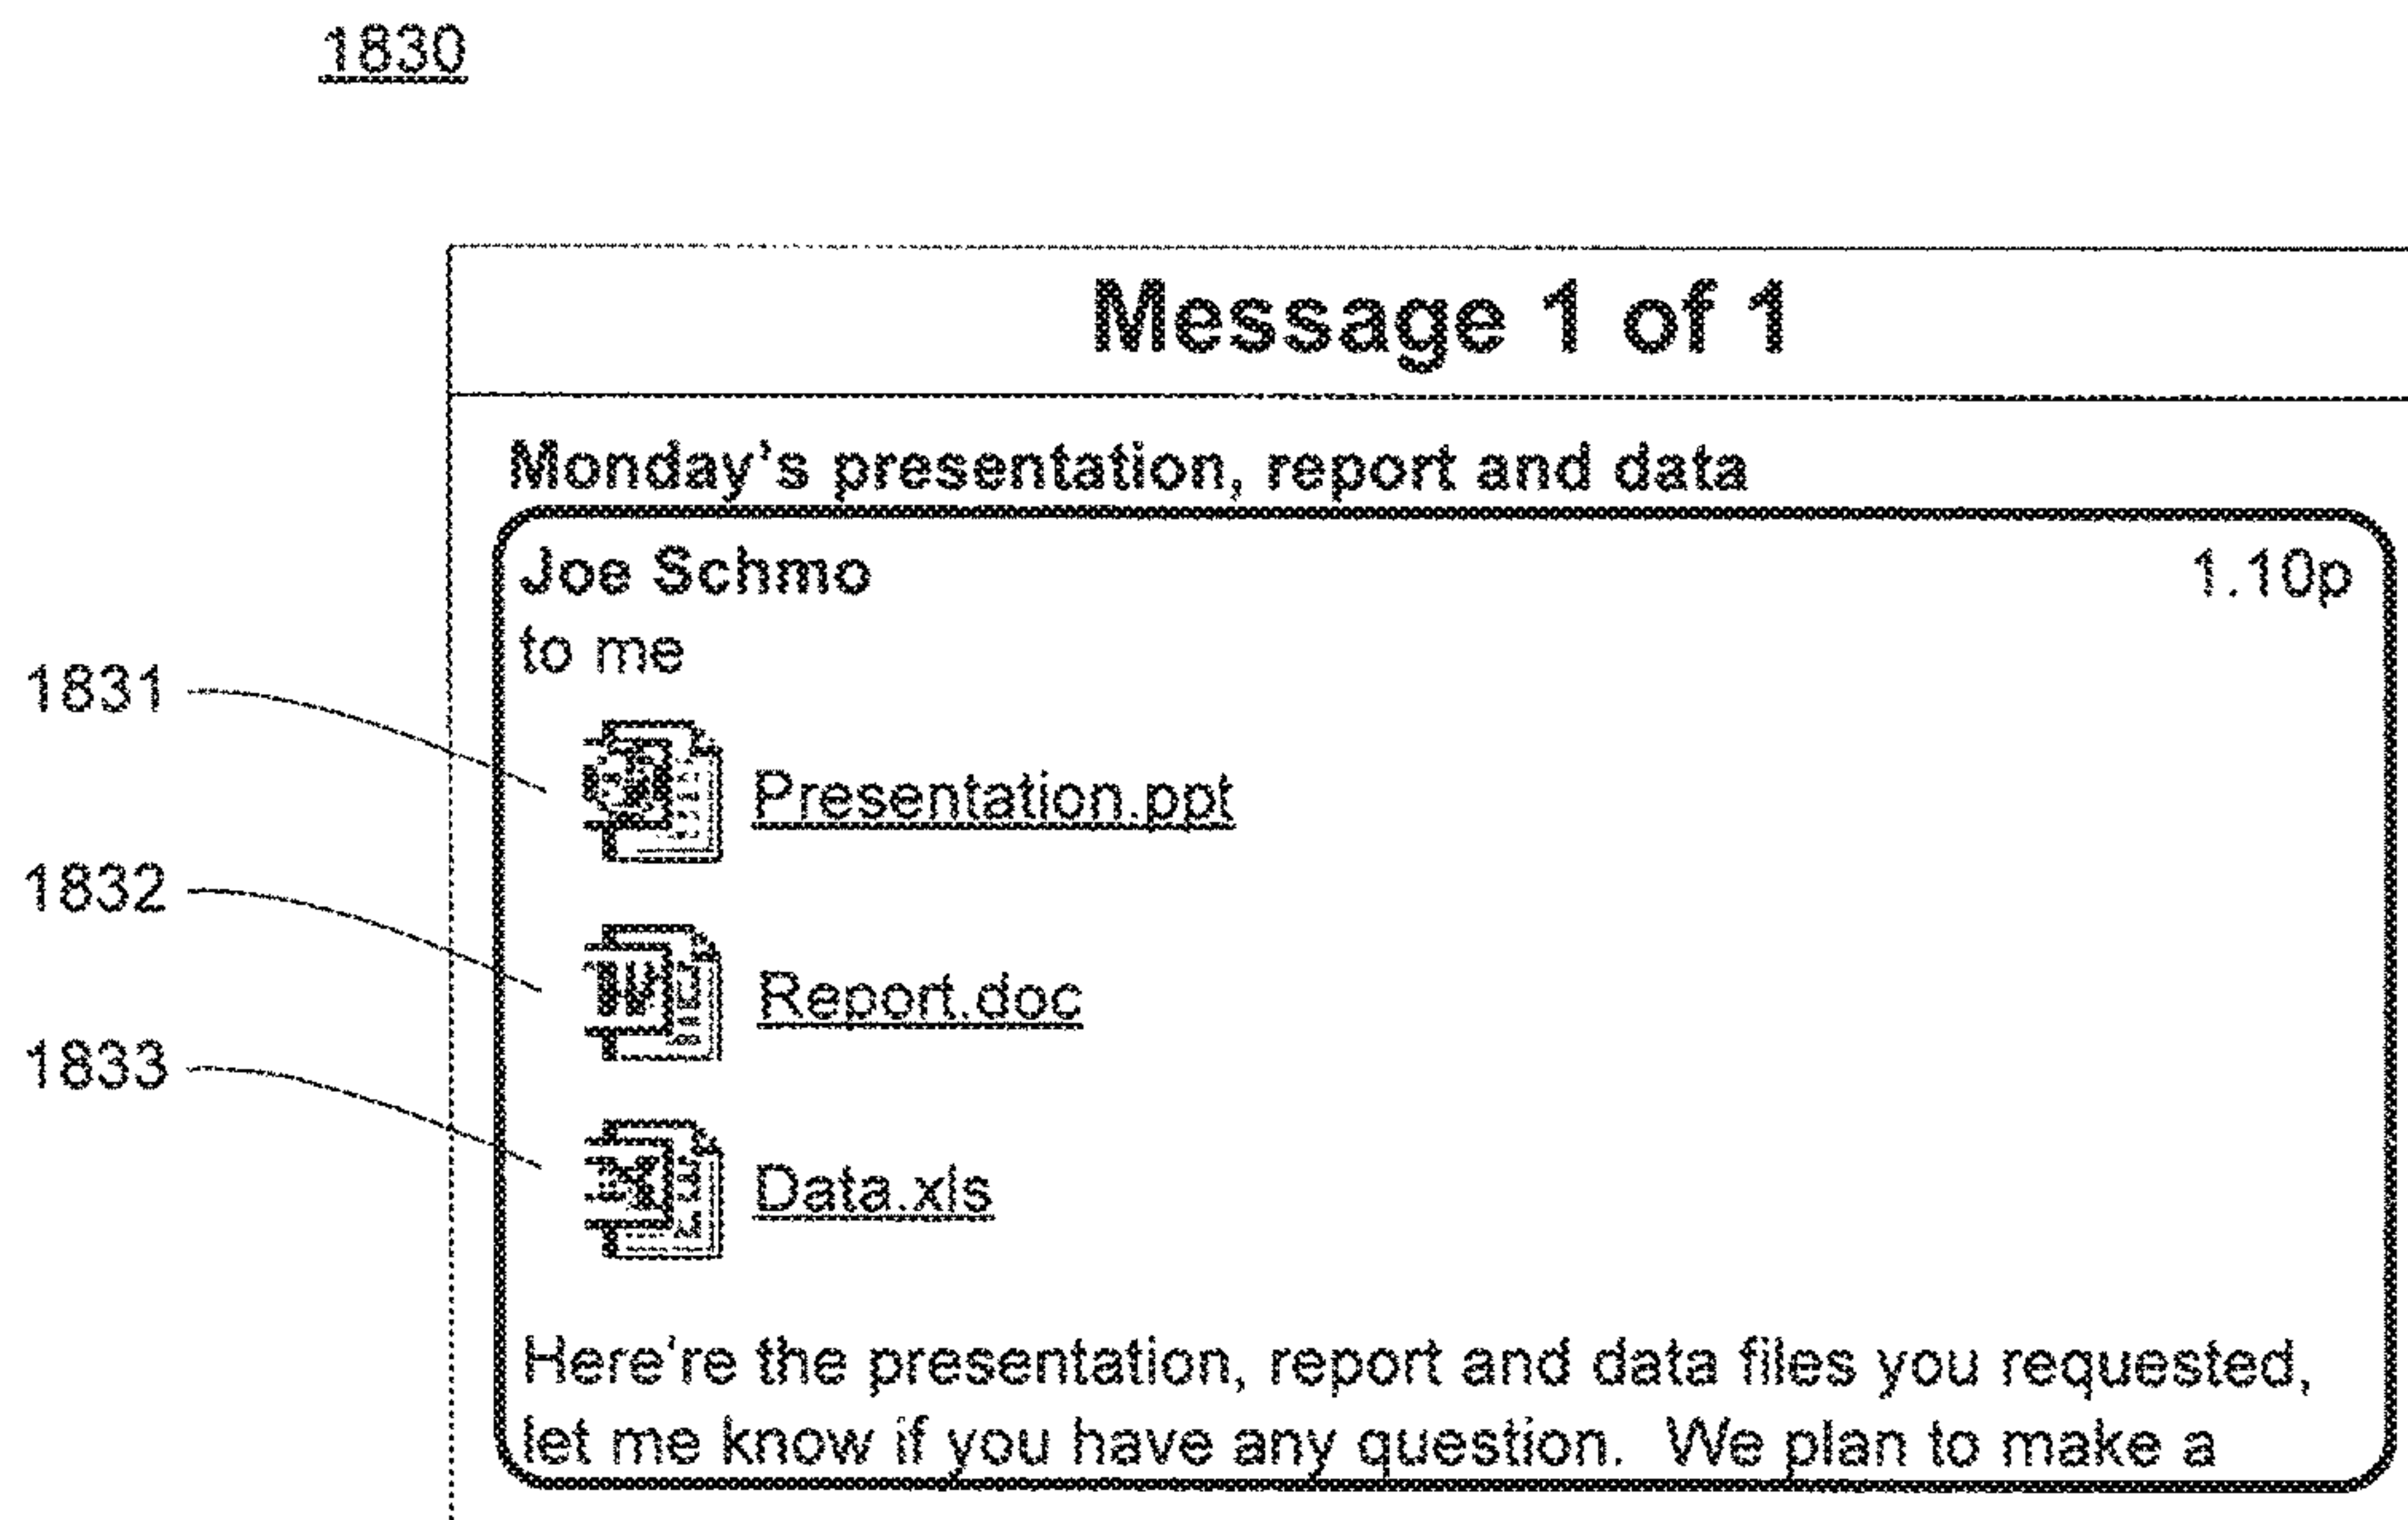 1830
Message 1 of 1
Monday's presentation, report and data
Joe Schmo 1.10p
to me
1831
Presentation.ppt
1832
Report.doc
1833
Data.xls
Here're the presentation, report and data files you requested,
let me know if you have any question. We plan to make a